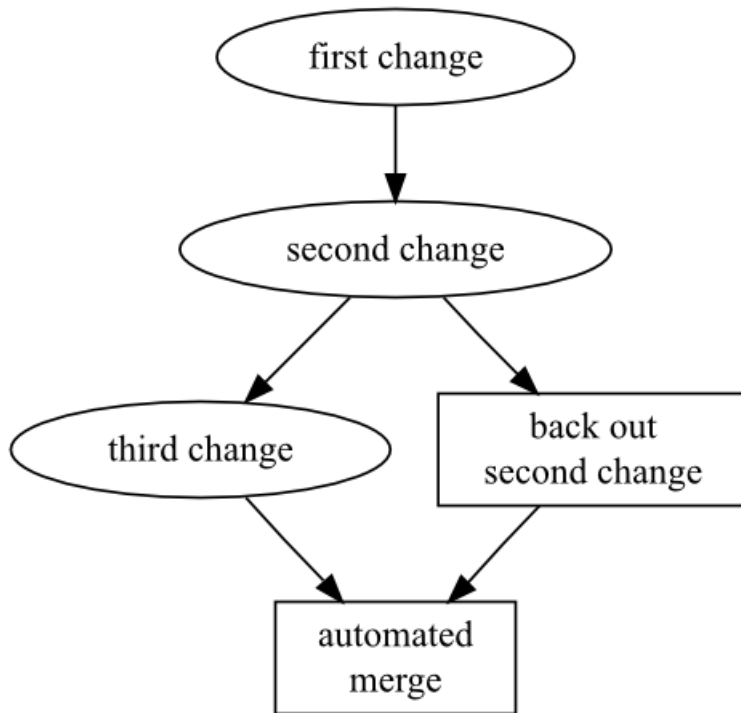 first change
second change
third change
back out
second change
automated
merge